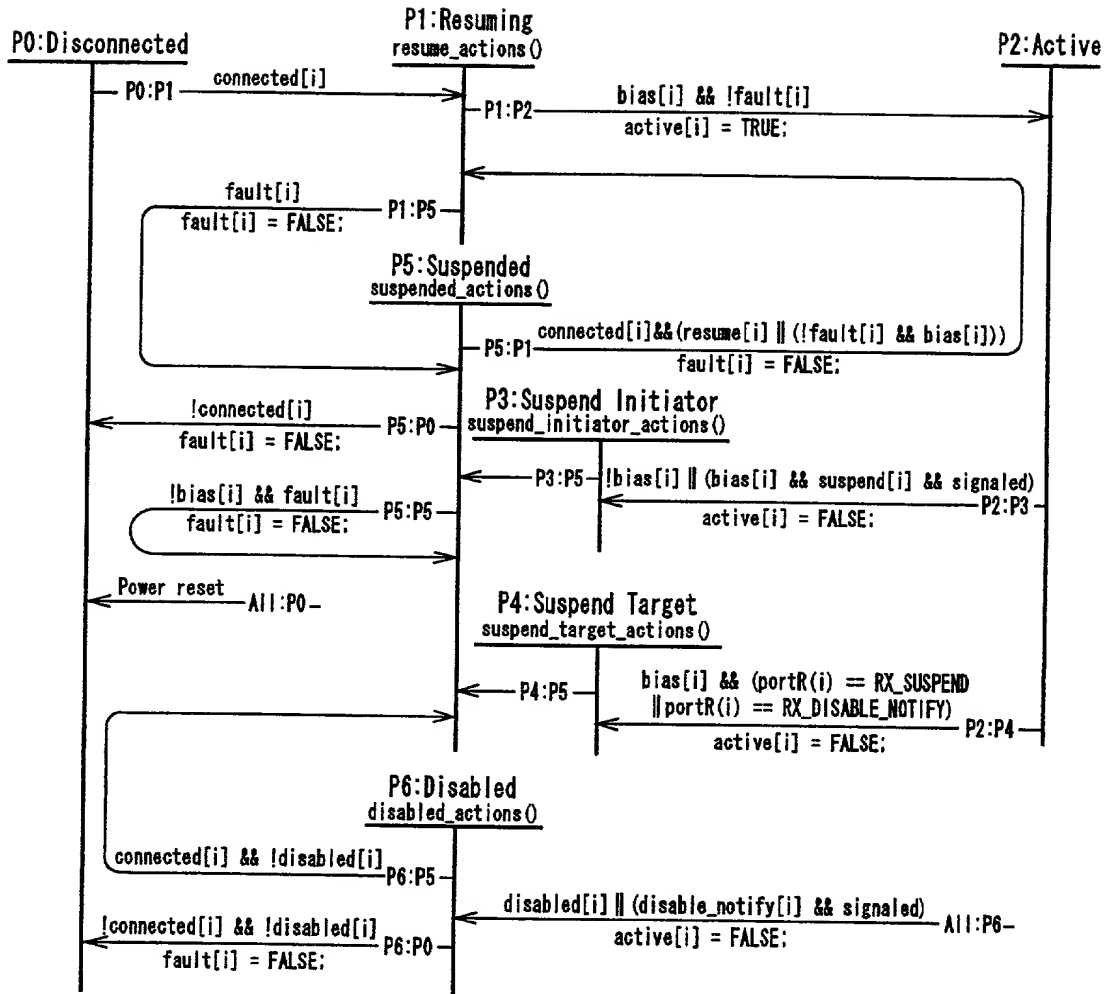 P1:Resuming
P0:Disconnected
resume_actions()
P2:Active
P0:P1
connected[i]
P1:P2
bias[i] && !fault[i]
active[i] = TRUE;
fault[i]
P1:P5
fault[i] = FALSE;
P5:Suspended
suspended_actions()
P5:P1
connected[i]&&(resume[i] || (!fault[i] && bias[i]))
fault[i] = FALSE;
P3:Suspend Initiator
suspend_initiator_actions()
!connected[i]
P5:P0
fault[i] = FALSE;
P3:P5
!bias[i] || (bias[i] && suspend[i] && signaled)
P2:P3
active[i] = FALSE;
!bias[i] && fault[i]
P5:P5
fault[i] = FALSE;
Power reset
All:P0
P4:Suspend Target
suspend_target_actions()
P4:P5
bias[i] && (portR(i) == RX_SUSPEND
||portR(i) == RX_DISABLE_NOTIFY)
P2:P4
active[i] = FALSE;
P6:Disabled
disabled_actions()
connected[i] && !disabled[i]
P6:P5
disabled[i] || (disable_notify[i] && signaled)
All:P6
active[i] = FALSE;
!connected[i] && !disabled[i]
P6:P0
fault[i] = FALSE;